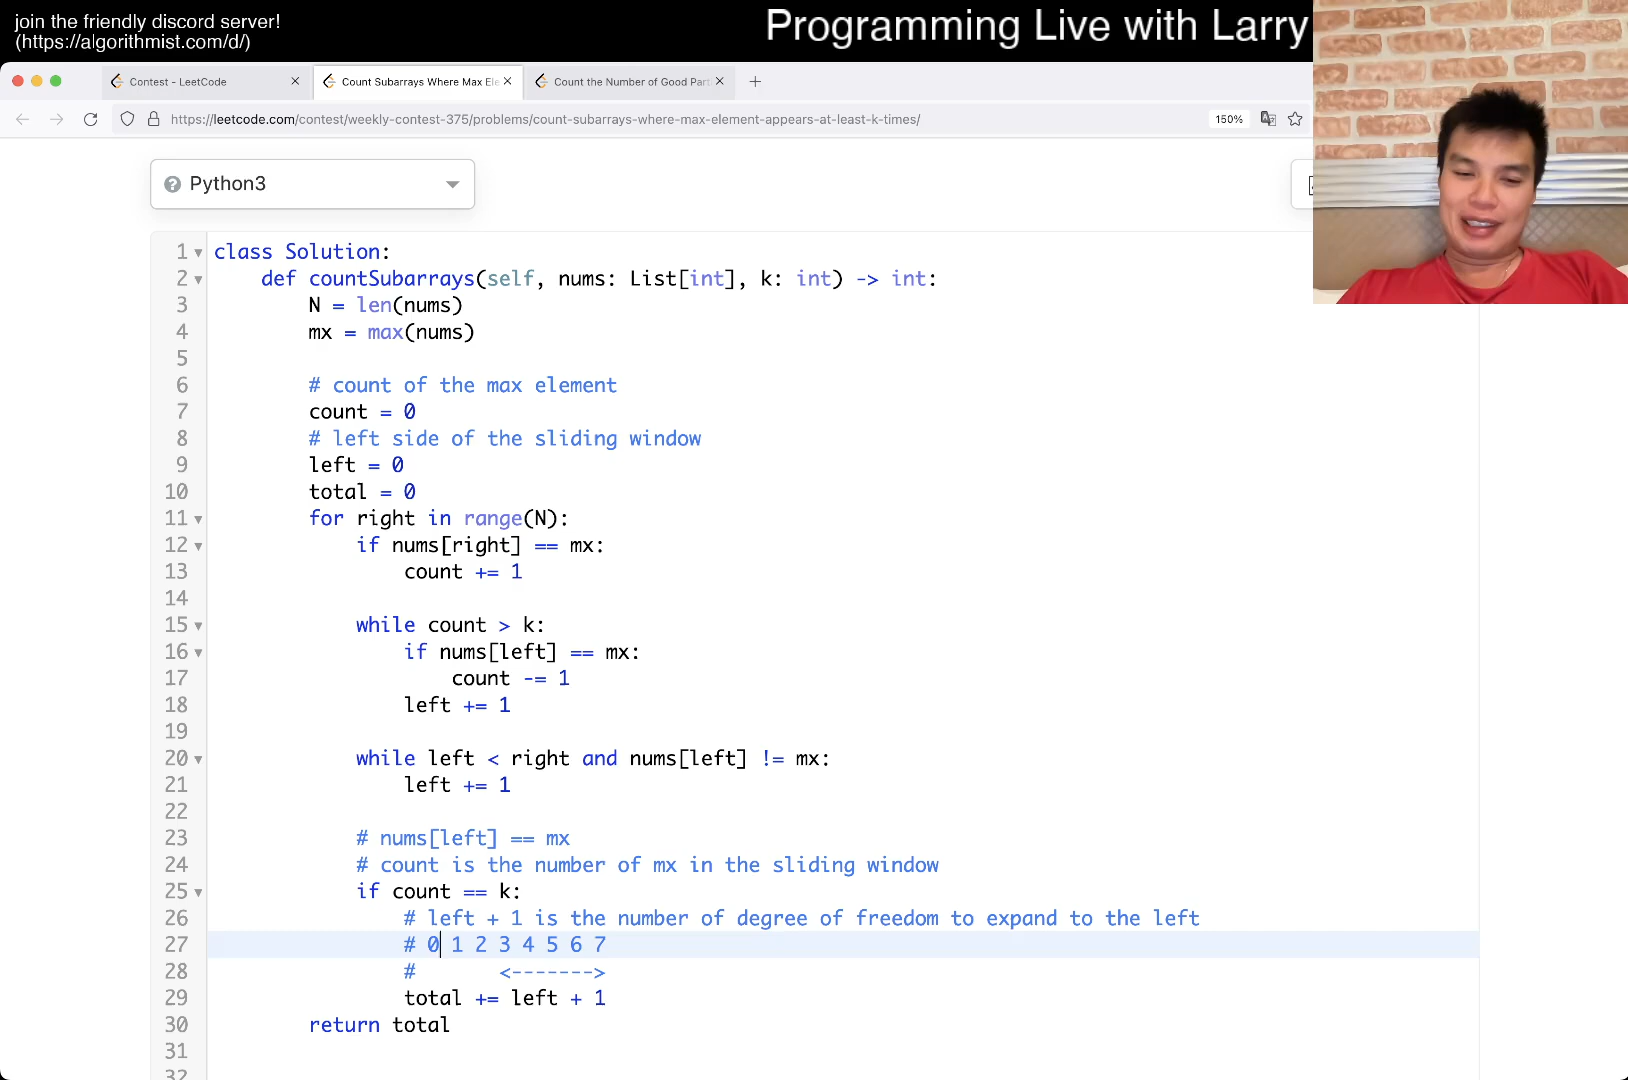 join the friendly discord server!
(https://algorithmist.com/d/)
Programming Live with Larry
Contest - LeetCode
Count Subarrays Where Max Ele
Count the Number of Good Part
https://leetcode.com/contest/weekly-contest-375/problems/count-subarrays-where-max-element-appears-at-least-k-times/
150%
Python3
1 class Solution:
2 def countSubarrays(self, nums: List[int], k: int) -> int:
3 N = len(nums)
4 mx = max(nums)
5
6 # count of the max element
7 count = 0
8 # left side of the sliding window
9 left = 0
10 total = 0
11 for right in range(N):
12 if nums[right] == mx:
13 count += 1
14
15 while count > k:
16 if nums[left] == mx:
17 count -= 1
18 left += 1
19
20 while left < right and nums[left] != mx:
21 left += 1
22
23 # nums[left] == mx
24 # count is the number of mx in the sliding window
25 if count == k:
26 # left + 1 is the number of degree of freedom to expand to the left
27 # 0 1 2 3 4 5 6 7
28 # <------->
29 total += left + 1
30 return total
31
32